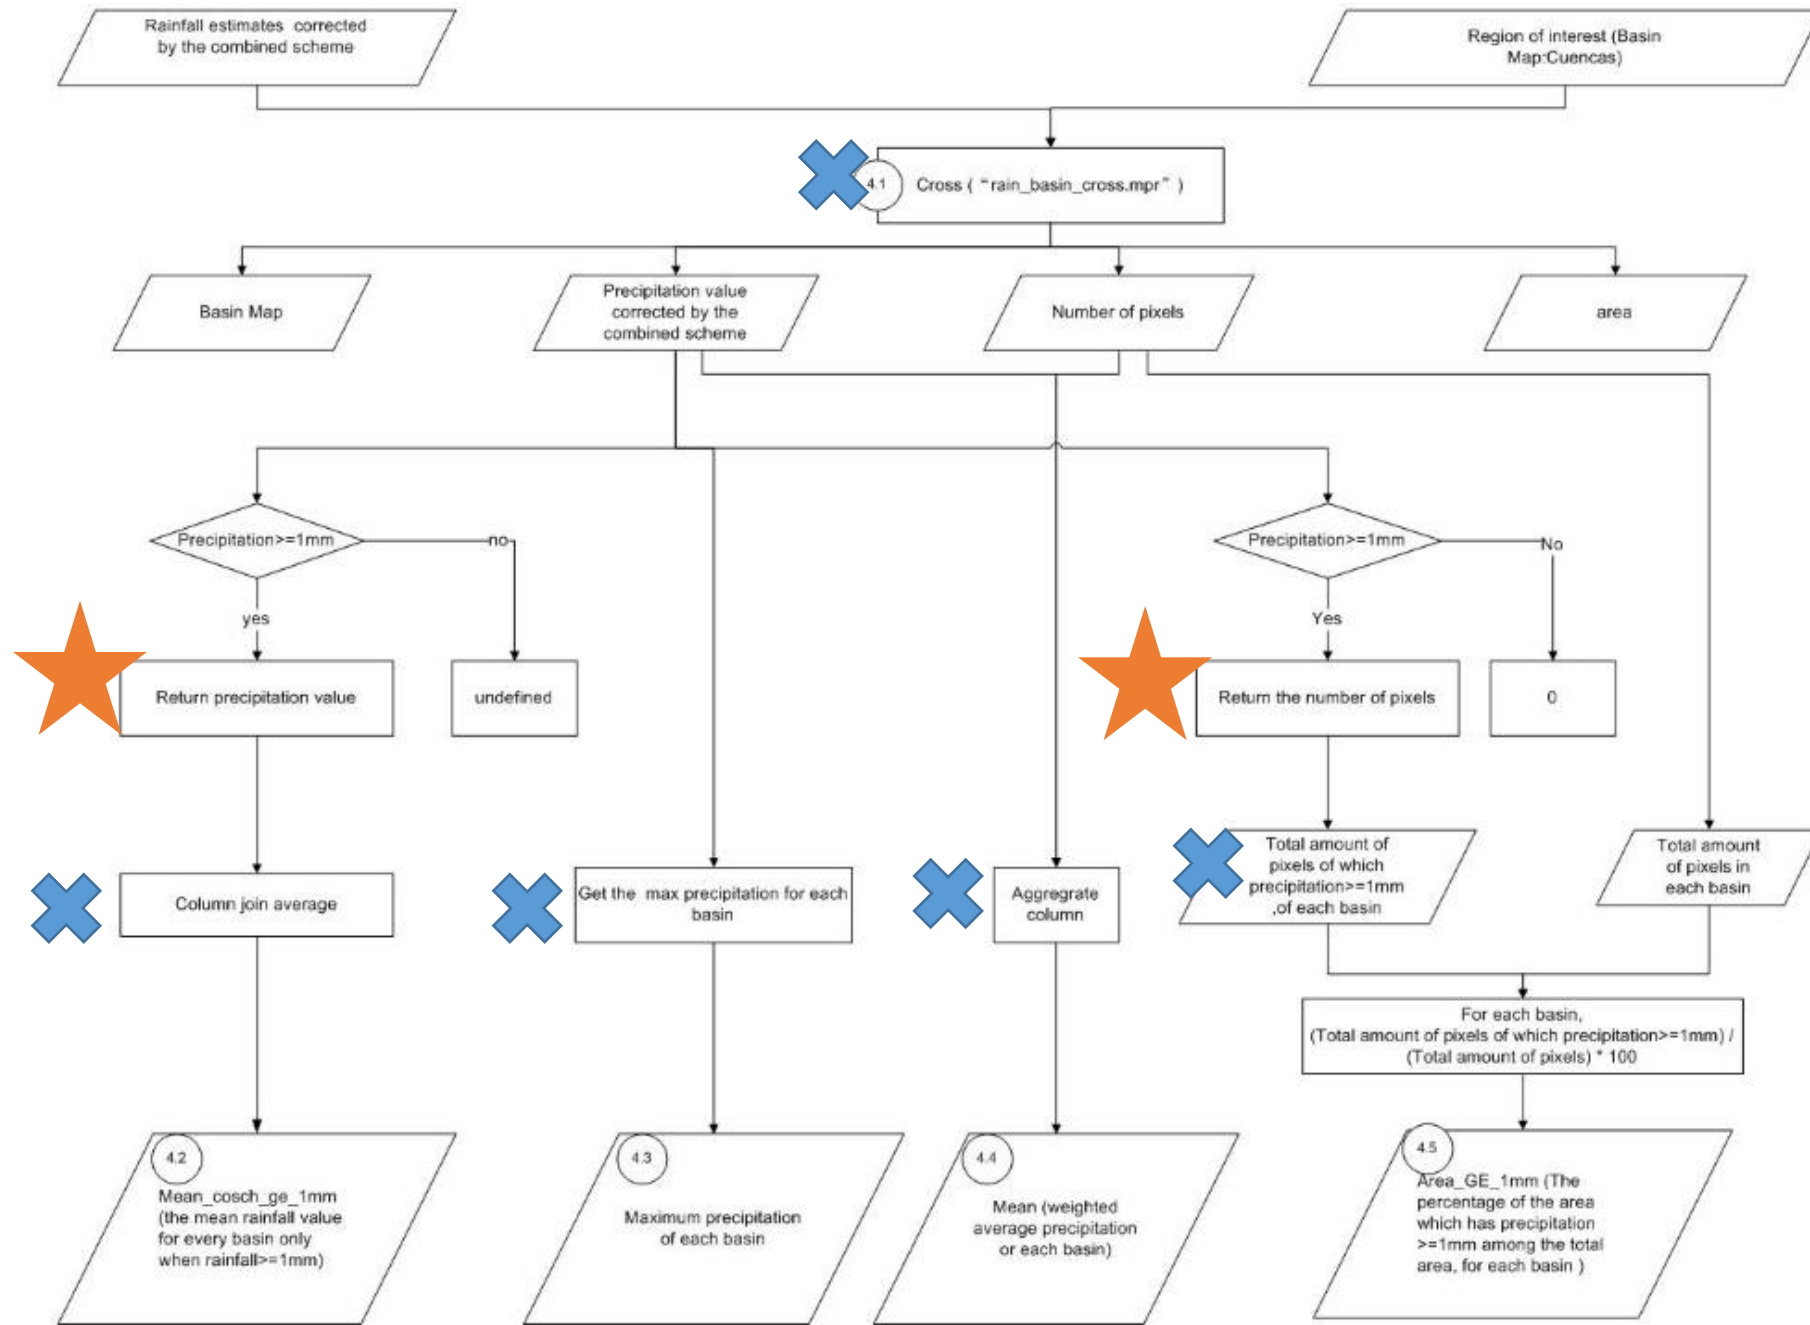 Rainfall estimates corrected
by the combined scheme
Region of interest (Basin
Map:Cuencas)
4.1
Cross ( “rain_basin_cross.mpr” )
Basin Map
Precipitation value
corrected by the
combined scheme
Number of pixels
area
Precipitation>=1mm
no
yes
Precipitation>=1mm
No
Yes
Return precipitation value
undefined
Return the number of pixels
0
Column join average
Get the max precipitation for each
basin
Aggregrate
column
Total amount of
pixels of which
precipitation>=1mm
,of each basin
Total amount
of pixels in
each basin
For each basin,
(Total amount of pixels of which precipitation>=1mm) /
(Total amount of pixels) * 100
4.2
Mean_cosch_ge_1mm
(the mean rainfall value
for every basin only
when rainfall>=1mm)
4.3
Maximum precipitation
of each basin
4.4
Mean (weighted
average precipitation
or each basin)
4.5
Area_GE_1mm (The
percentage of the area
which has precipitation
>=1mm among the total
area, for each basin )